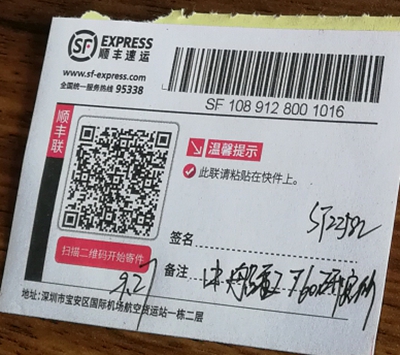 SF EXPRESS
顺丰速运
www.sf-express.com
全国统一服务热线 95338
SF 108 912 800 1016
顺丰联
温馨提示
此联请粘贴在快件上。
签名
扫描二维码开始寄件
9.27
备注
地址:深圳市宝安区国际机场航空货运站一栋二层